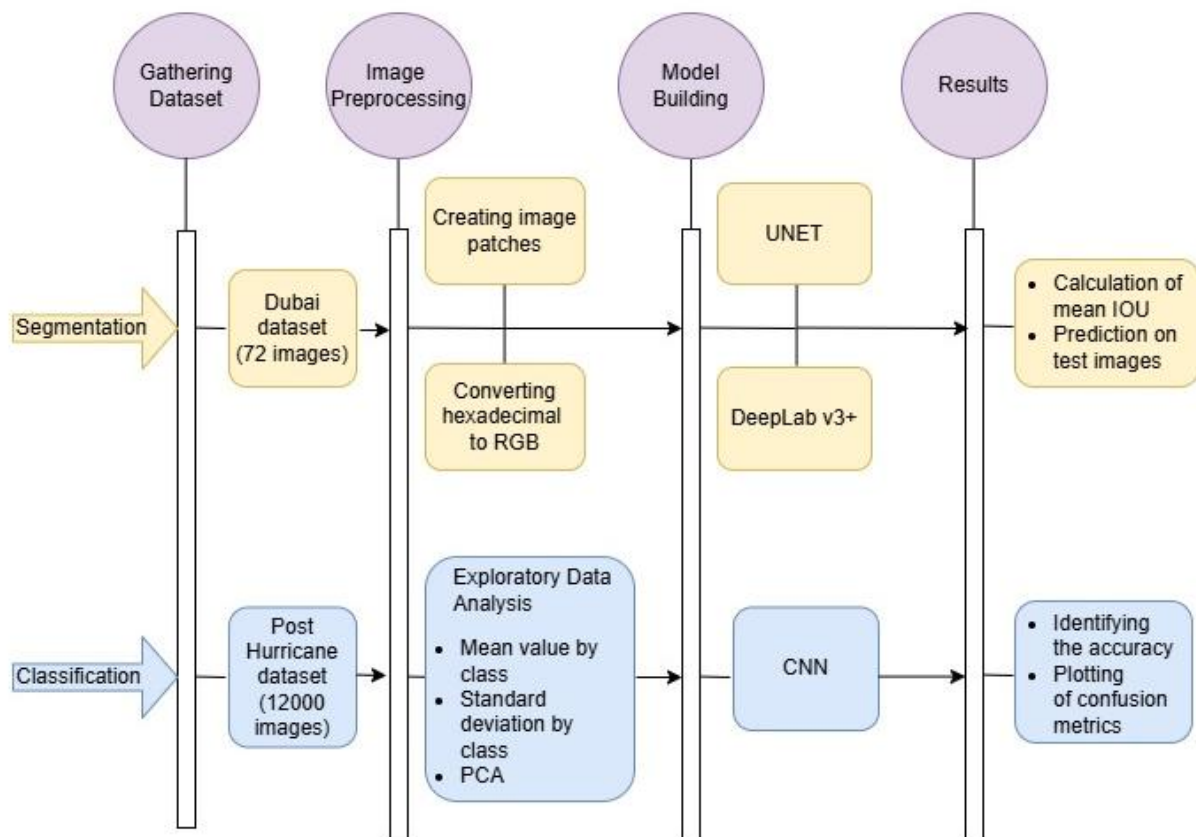 Gathering
Dataset
Image
Preprocessing
Model
Building
Results
Segmentation
Dubai
dataset
(72 images)
Creating image
patches
Converting
hexadecimal
to RGB
UNET
DeepLab v3+
• Calculation of
mean IOU
• Prediction on
test images
Classification
Post
Hurricane
dataset
(12000
images)
Exploratory Data
Analysis
• Mean value by
class
• Standard
deviation by
class
• PCA
CNN
• Identifying
the accuracy
• Plotting
of confusion
metrics